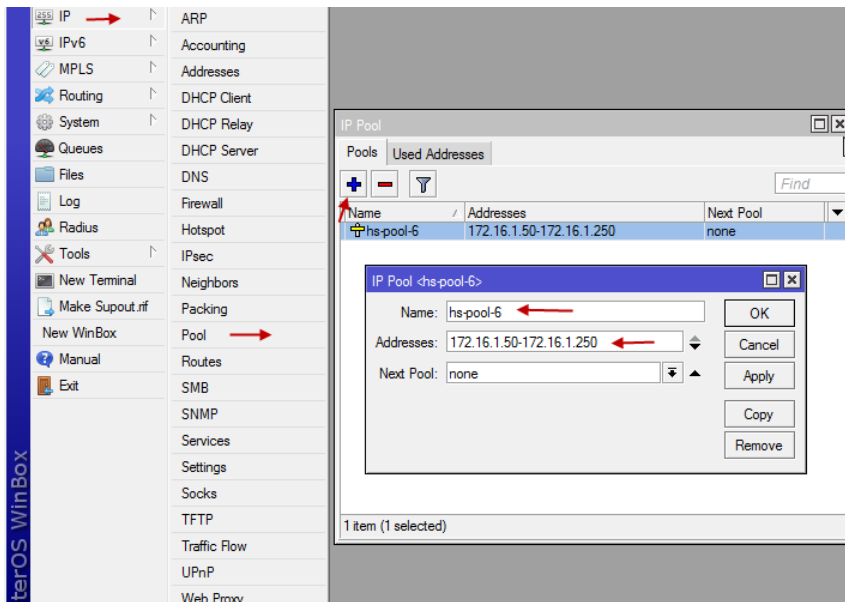 255 IP
v6 IPv6
MPLS
Routing
System
Queues
Files
Log
Radius
Tools
New Terminal
Make Supout.rif
New WinBox
Manual
Exit
terOS WinBox
ARP
Accounting
Addresses
DHCP Client
DHCP Relay
DHCP Server
DNS
Firewall
Hotspot
IPsec
Neighbors
Packing
Pool
Routes
SMB
SNMP
Services
Settings
Socks
TFTP
Traffic Flow
UPnP
Web Proxy
IP Pool
Pools Used Addresses
Find
Name / Addresses Next Pool
hs-pool-6 172.16.1.50-172.16.1.250 none
IP Pool <hs-pool-6>
Name: hs-pool-6 OK
Addresses: 172.16.1.50-172.16.1.250 Cancel
Next Pool: none Apply
Copy
Remove
1 item (1 selected)